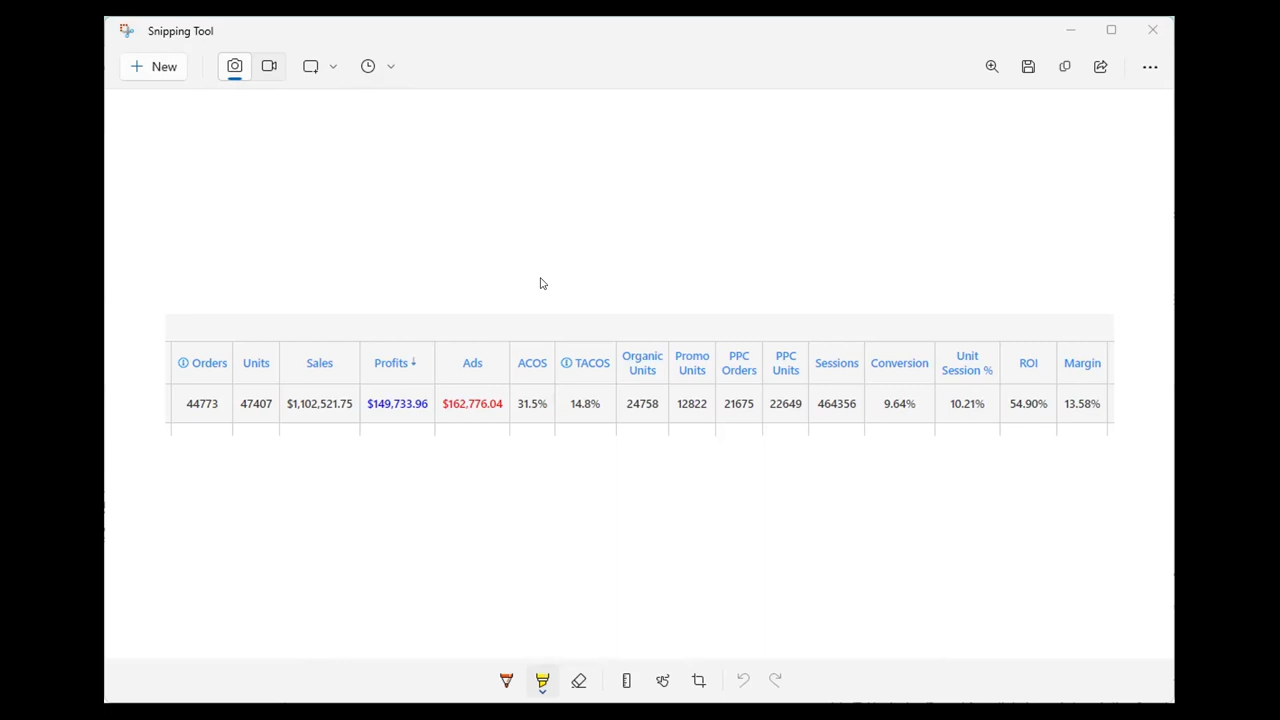 Snipping Tool
New
Orders Units Sales Profits Ads ACOS TACOS Organic Units Promo Units PPC Orders PPC Units Sessions Conversion Unit Session % ROI Margin
44773 47407 $1,102,521.75 $149,733.96 $162,776.04 31.5% 14.8% 24758 12822 21675 22649 464356 9.64% 10.21% 54.90% 13.58%